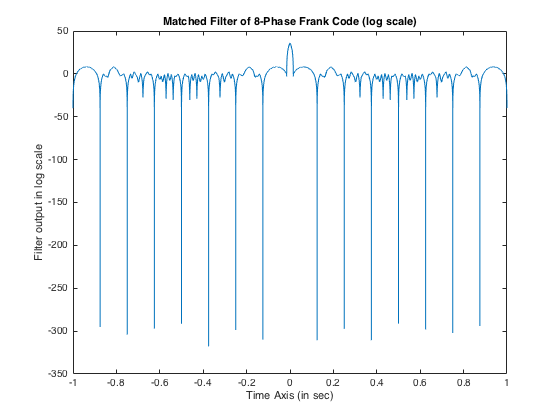 Matched Filter of 8-Phase Frank Code (log scale)
50
0
-50
-100
-150
-200
-250
-300
-350
Filter output in log scale
-1 -0.8 -0.6 -0.4 -0.2 0 0.2 0.4 0.6 0.8 1
Time Axis (in sec)